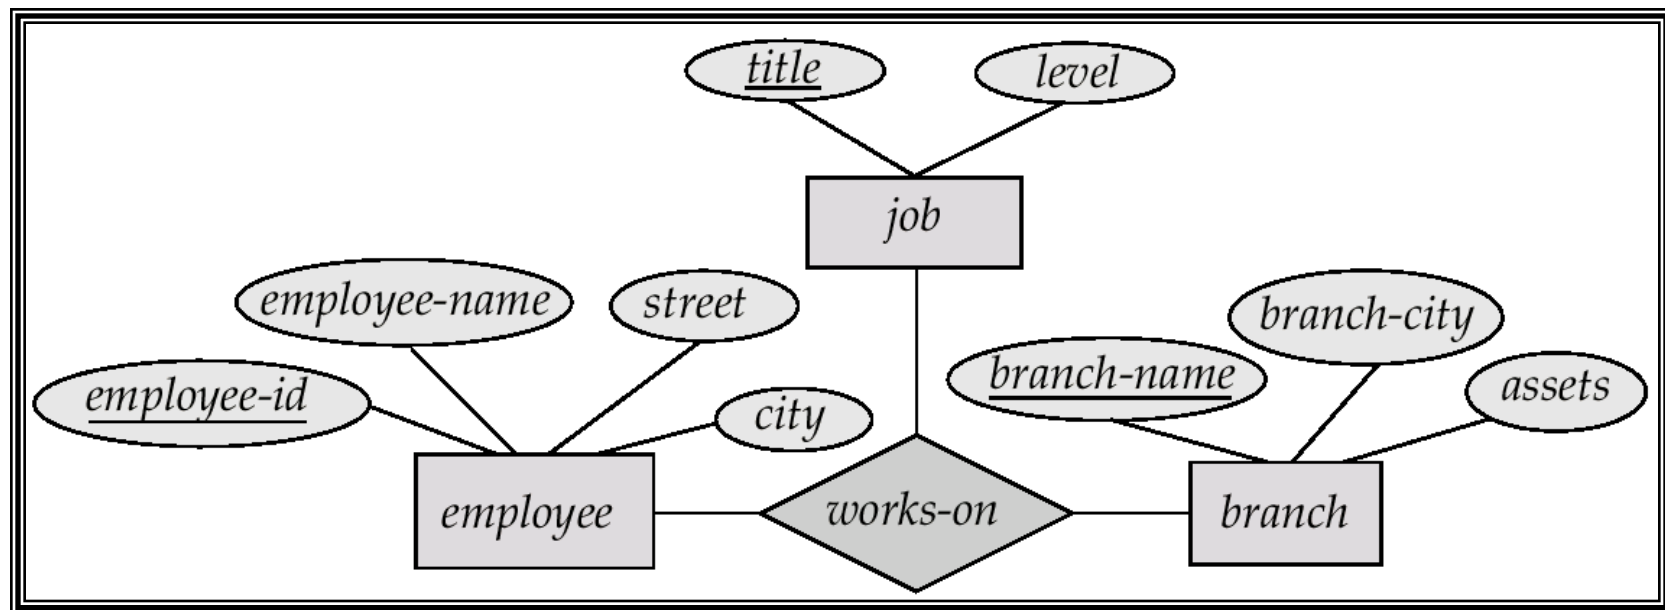 title
level
job
employee-name
street
branch-city
employee-id
city
branch-name
assets
employee
works-on
branch